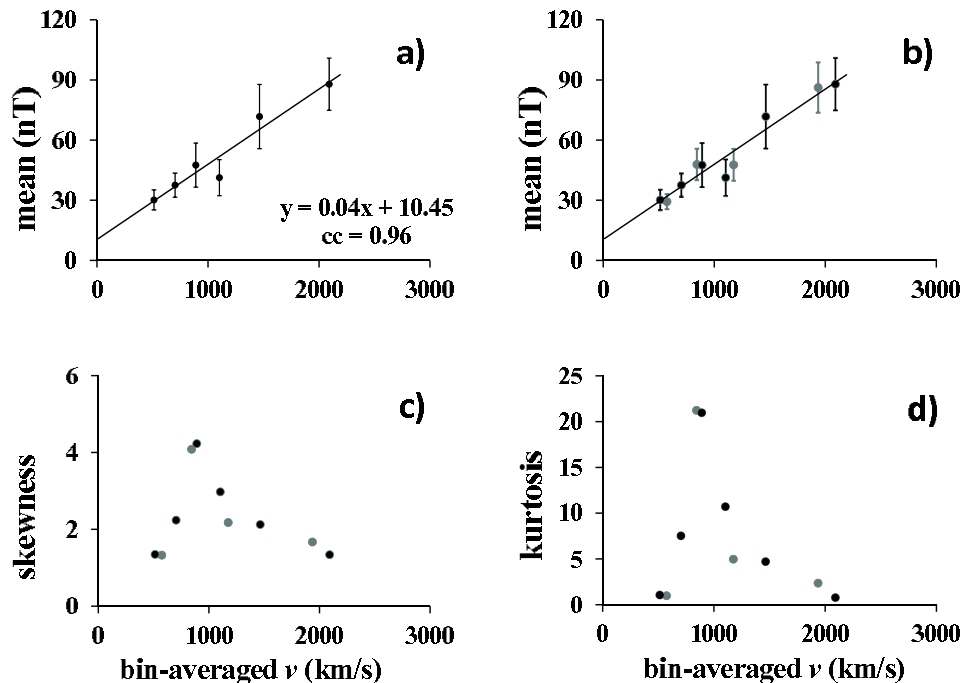 120
90
60
30
0
mean (nT)
a)
y = 0.04x + 10.45
cc = 0.96
0 1000 2000 3000
120
90
60
30
0
mean (nT)
b)
0 1000 2000 3000
6
4
2
0
skewness
c)
0 1000 2000 3000
bin-averaged v (km/s)
25
20
15
10
5
0
kurtosis
d)
0 1000 2000 3000
bin-averaged v (km/s)